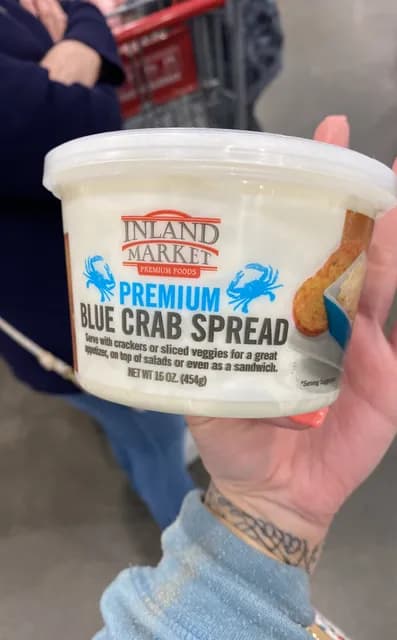 INLAND
MARKET
PREMIUM FOODS
PREMIUM
BLUE CRAB SPREAD
Serve with crackers or sliced veggies for a great
appetizer, on top of salads or even as a sandwich.
NET WT 16 OZ. (454g)
*Serving